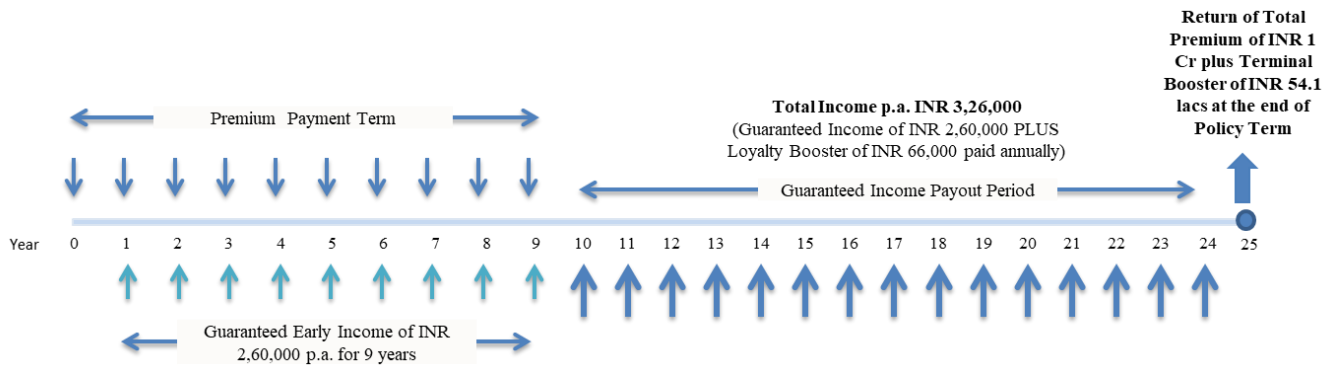 Return of Total
Premium of INR 1
Cr plus Terminal
Booster of INR 54.1
lacs at the end of
Policy Term
Premium Payment Term
Total Income p.a. INR 3,26,000
(Guaranteed Income of INR 2,60,000 PLUS
Loyalty Booster of INR 66,000 paid annually)
Guaranteed Income Payout Period
Year 0 1 2 3 4 5 6 7 8 9 10 11 12 13 14 15 16 17 18 19 20 21 22 23 24 25
Guaranteed Early Income of INR
2,60,000 p.a. for 9 years